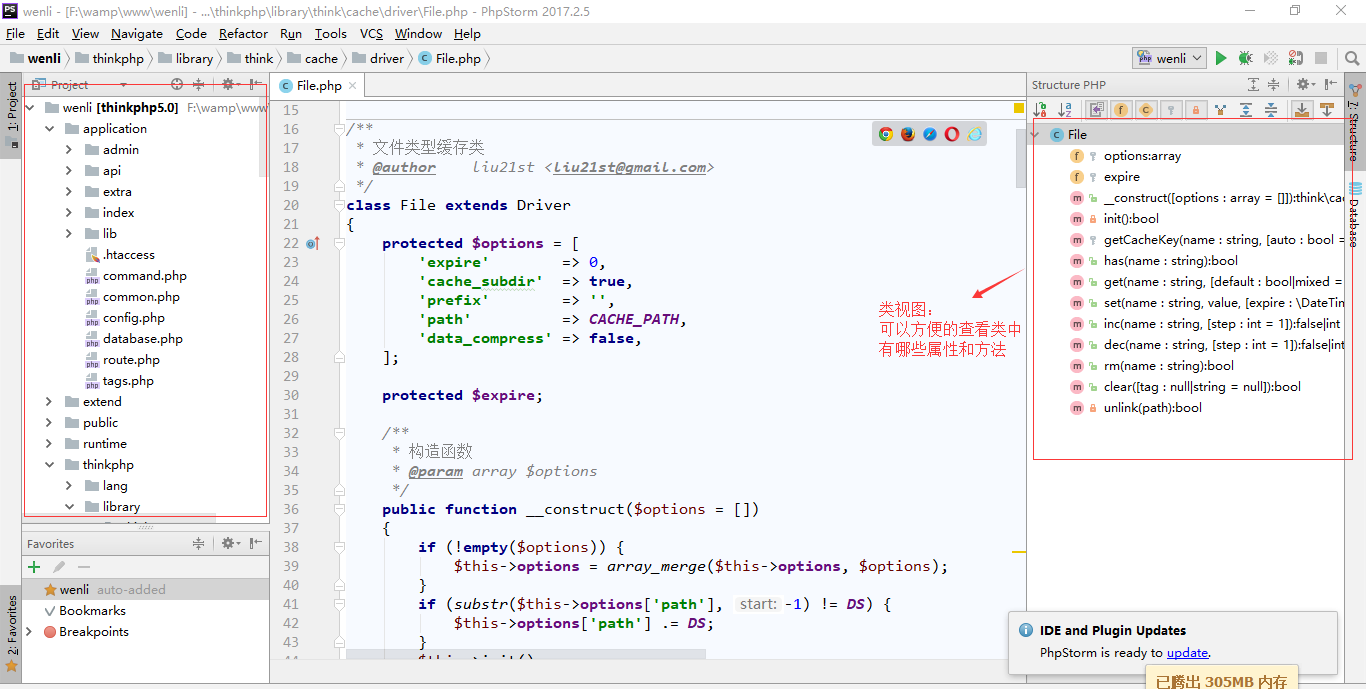 wenli - [F:\wamp\www\wenli] - ...\thinkphp\library\think\cache\driver\File.php - PhpStorm 2017.2.5
File Edit View Navigate Code Refactor Run Tools VCS Window Help
wenli thinkphp library think cache driver File.php
wenli
1: Project
2: Favorites
Project
wenli [thinkphp5.0] F:\wamp\www
application
admin
api
extra
index
lib
.htaccess
command.php
common.php
config.php
database.php
route.php
tags.php
extend
public
runtime
thinkphp
lang
library
Favorites
wenli auto-added
Bookmarks
Breakpoints
File.php
15
16 /**
17 * 文件类型缓存类
18 * @author liu21st <liu21st@gmail.com>
19 */
20 class File extends Driver
21 {
22 protected $options = [
23 'expire' => 0,
24 'cache_subdir' => true,
25 'prefix' => '',
26 'path' => CACHE_PATH,
27 'data_compress' => false,
28 ];
29
30 protected $expire;
31
32 /**
33 * 构造函数
34 * @param array $options
35 */
36 public function __construct($options = [])
37 {
38 if (!empty($options)) {
39 $this->options = array_merge($this->options, $options);
40 }
41 if (substr($this->options['path'], start: -1) != DS) {
42 $this->options['path'] .= DS;
43 }
类视图：
可以方便的查看类中
有哪些属性和方法
Structure PHP
File
options:array
expire
__construct([options : array = []]):think\cac
init():bool
getCacheKey(name : string, [auto : bool =
has(name : string):bool
get(name : string, [default : bool|mixed =
set(name : string, value, [expire : \DateTim
inc(name : string, [step : int = 1]):false|int
dec(name : string, [step : int = 1]):false|int
rm(name : string):bool
clear([tag : null|string = null]):bool
unlink(path):bool
7: Structure
Database
IDE and Plugin Updates
PhpStorm is ready to update.
已腾出 305MB 内存